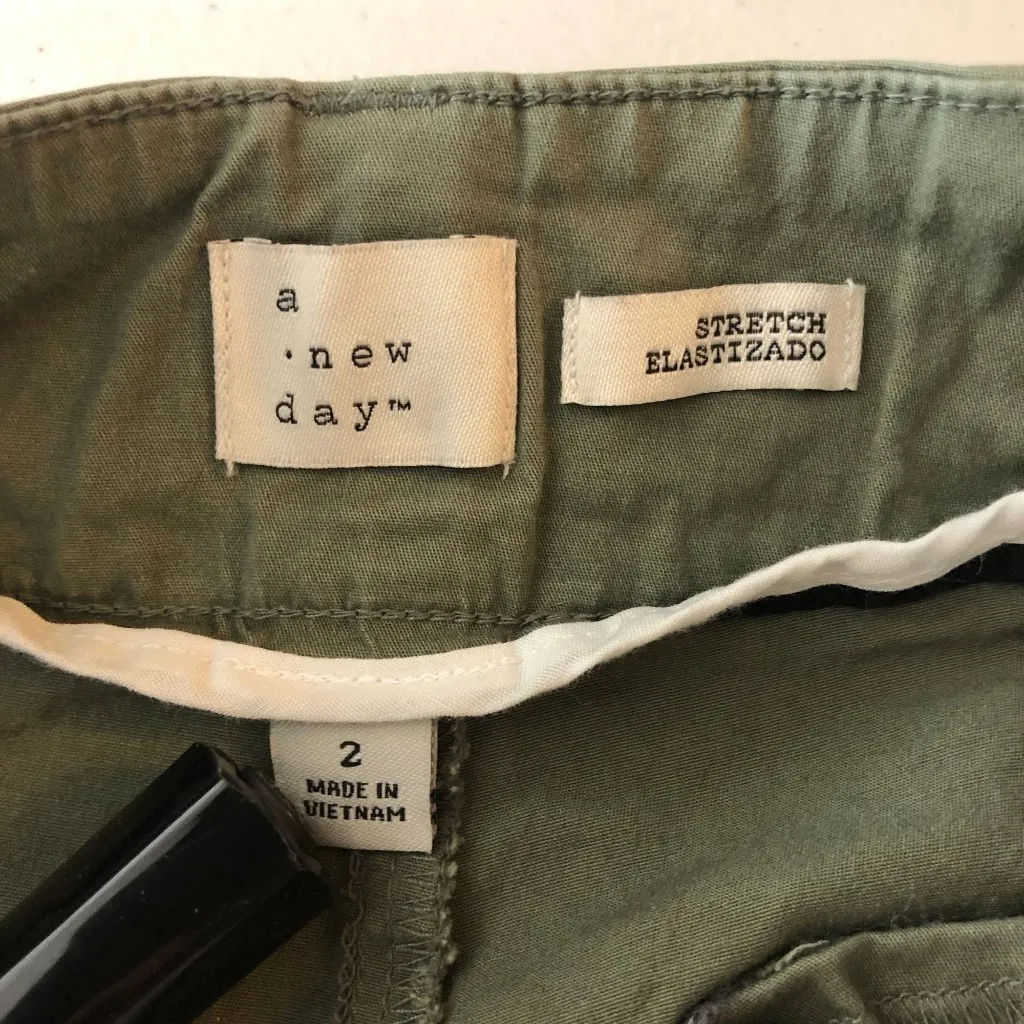 a
·new
day™
STRETCH
ELASTIZADO
2
MADE IN
VIETNAM